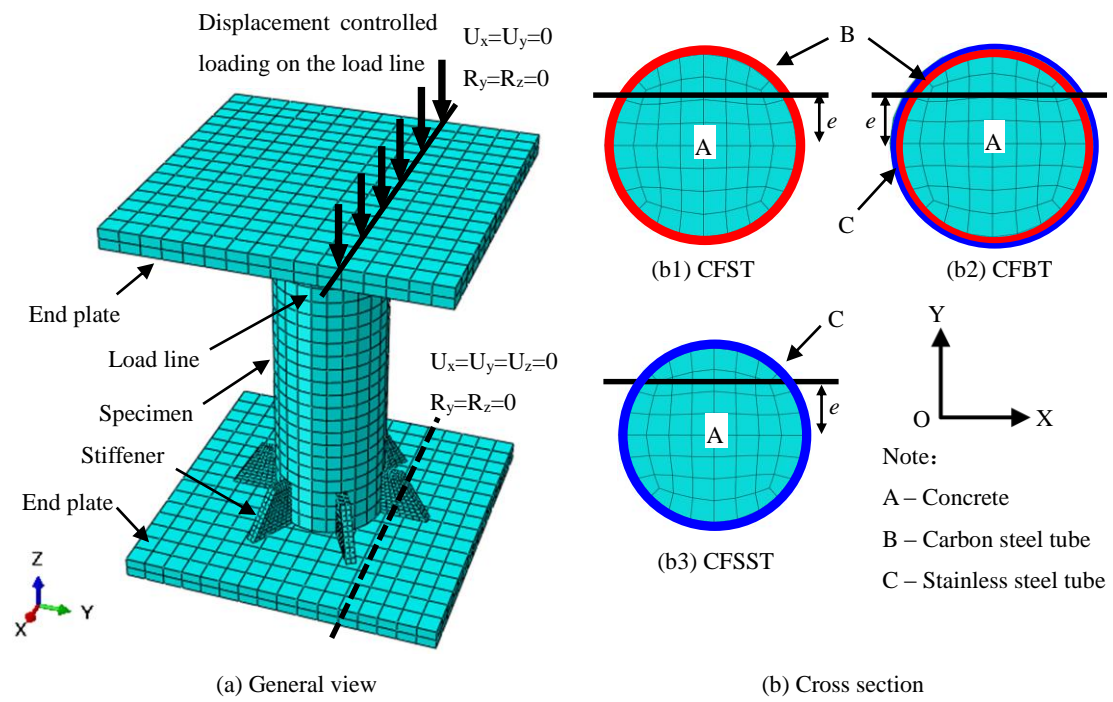 Displacement controlled
loading on the load line
Ux=Uy=0
Ry=Rz=0
End plate
Load line
Specimen
Stiffener
End plate
Ux=Uy=Uz=0
Ry=Rz=0
Z
Y
X
(a) General view
B
e
A
e
A
C
(b1) CFST
(b2) CFBT
C
e
A
(b3) CFSST
Y
O
X
Note：
A – Concrete
B – Carbon steel tube
C – Stainless steel tube
(b) Cross section